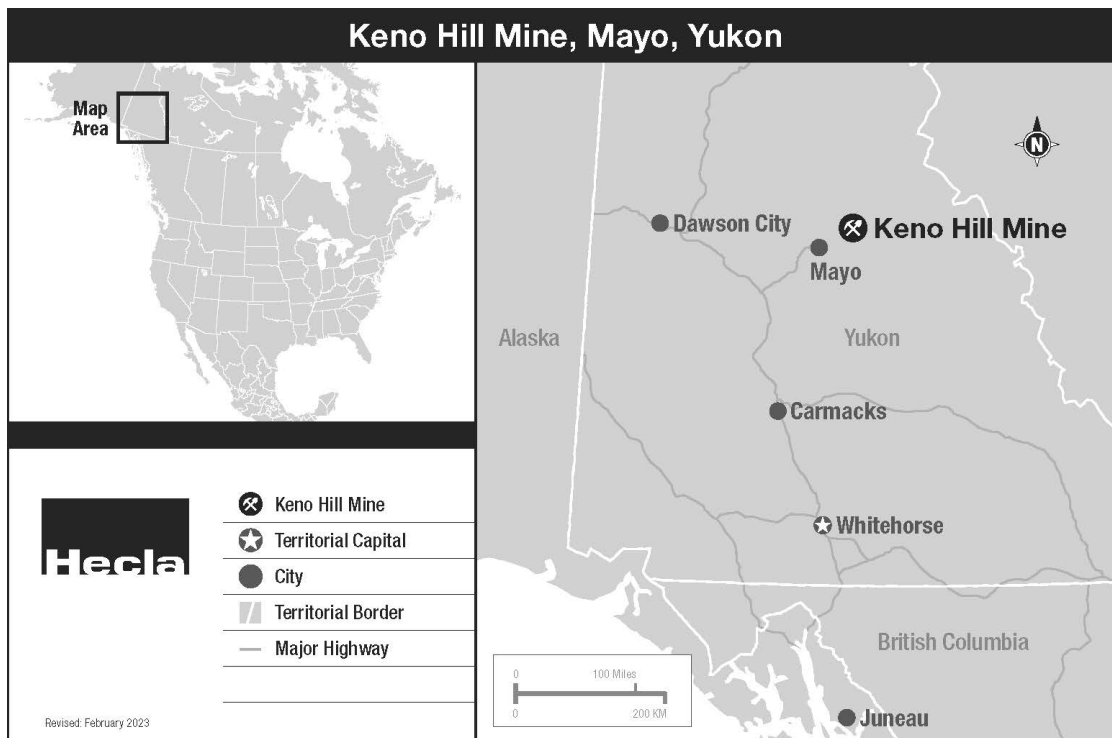 Keno Hill Mine, Mayo, Yukon
Map
Area
Hecla
Keno Hill Mine
Territorial Capital
City
Territorial Border
Major Highway
Revised: February 2023
N
Dawson City
Keno Hill Mine
Mayo
Alaska
Yukon
Carmacks
Whitehorse
British Columbia
0 100 Miles
0 200 KM
Juneau